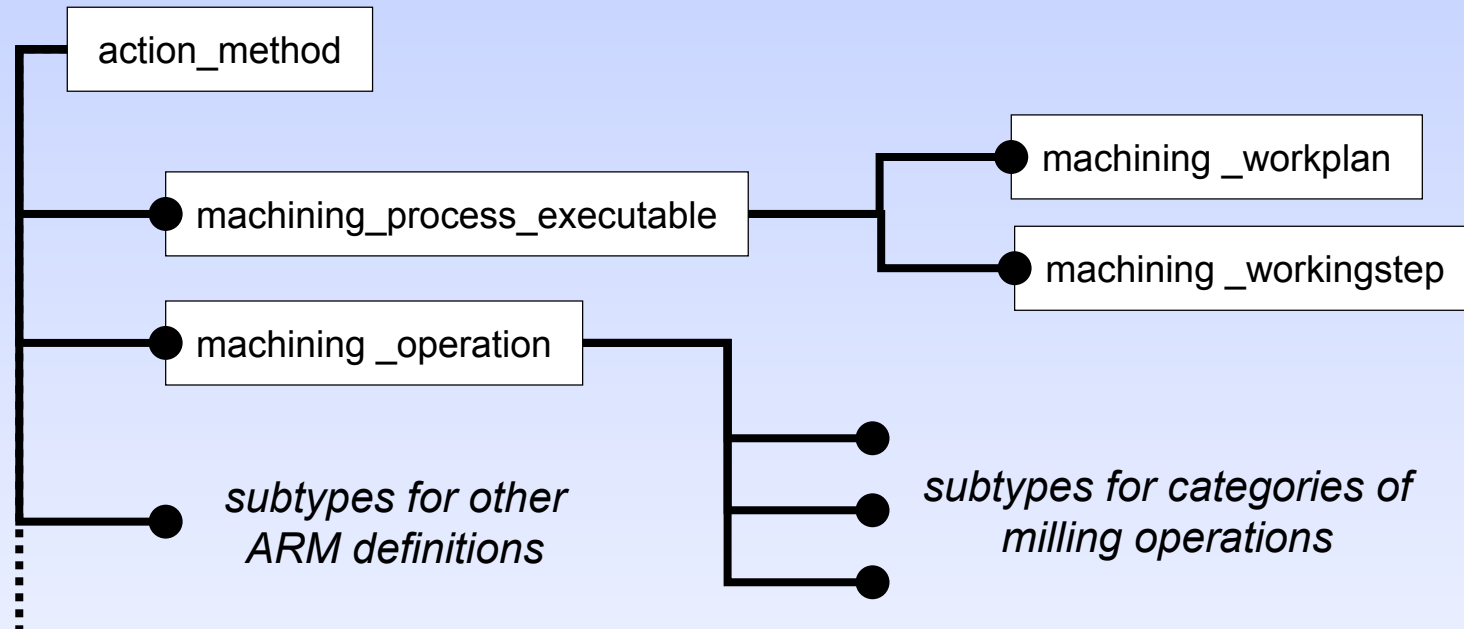 action_method
machining _workplan
machining_process_executable
machining _workingstep
machining _operation
subtypes for other
ARM definitions
subtypes for categories of
milling operations